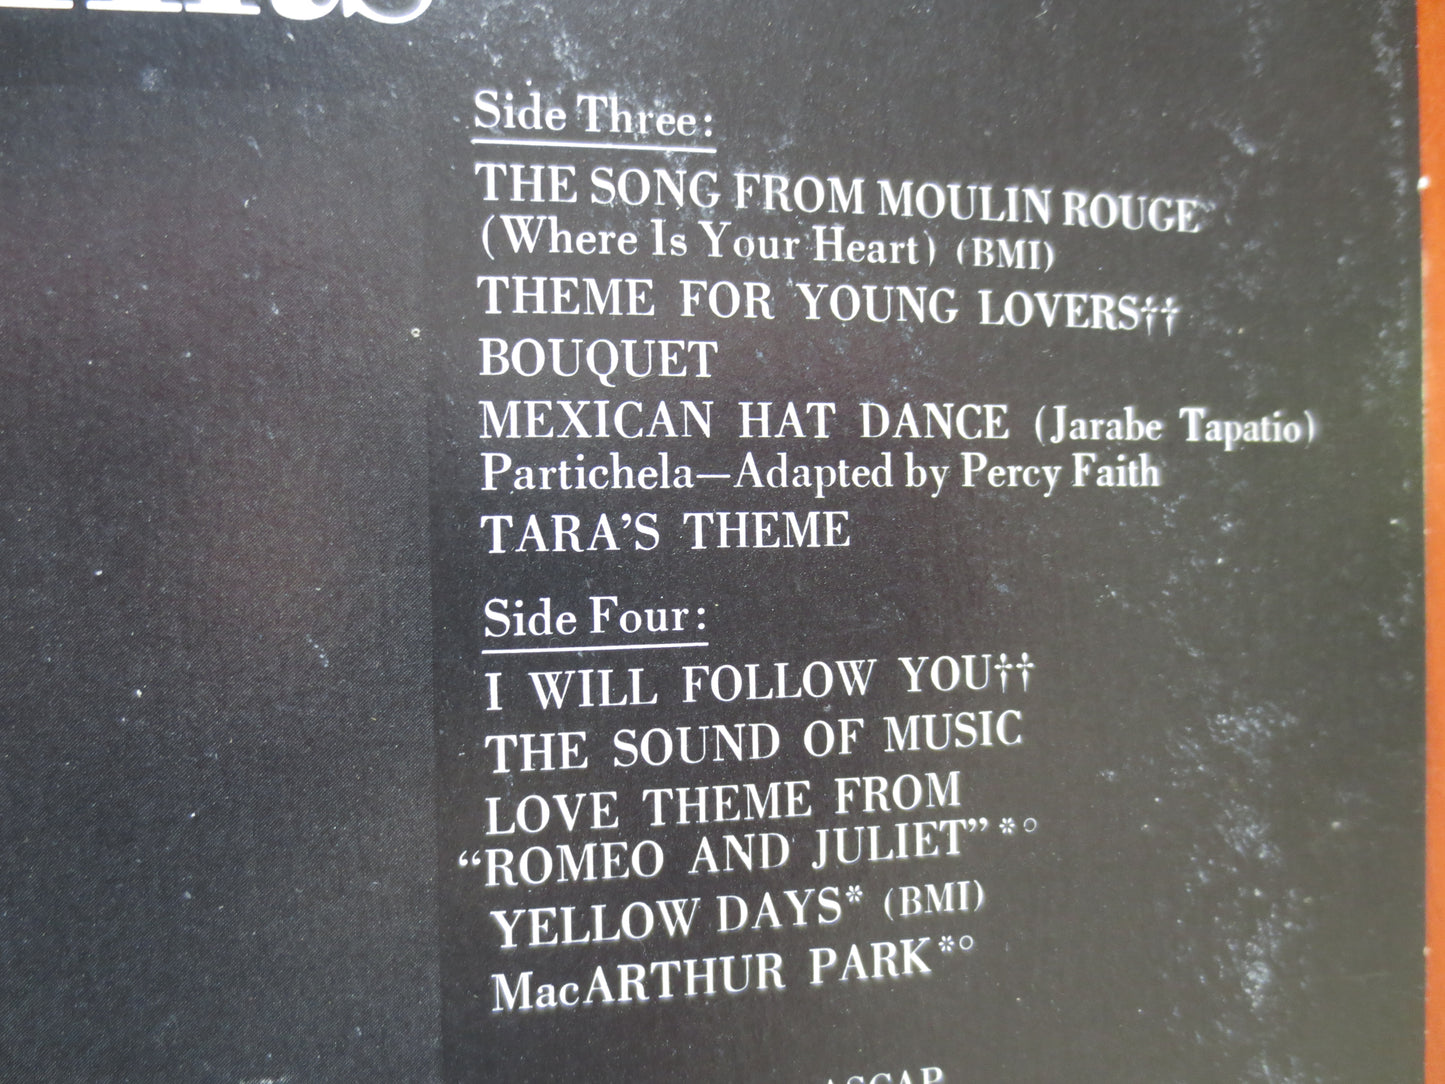 Side Three:
THE SONG FROM MOULIN ROUGE
(Where Is Your Heart) (BMI)
THEME FOR YOUNG LOVERS††
BOUQUET
MEXICAN HAT DANCE (Jarabe Tapatio)
Partichela—Adapted by Percy Faith
TARA'S THEME
Side Four:
I WILL FOLLOW YOU††
THE SOUND OF MUSIC
LOVE THEME FROM
“ROMEO AND JULIET”*°
YELLOW DAYS* (BMI)
MacARTHUR PARK*°
ASCAP